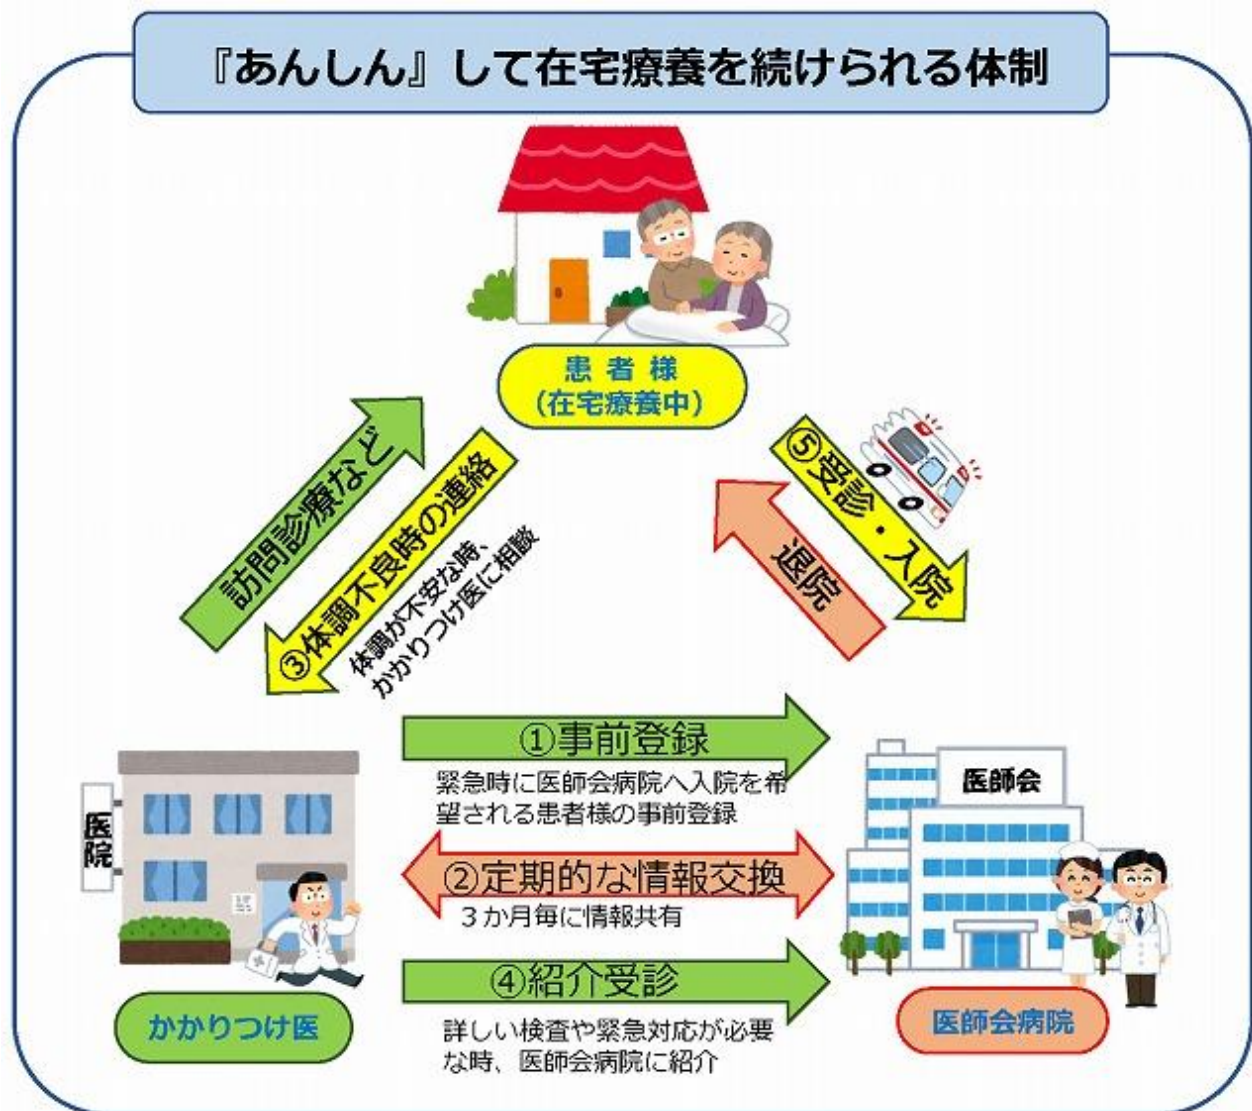 『あんしん』して在宅療養を続けられる体制
患者様
(在宅療養中)
訪問診療など
③体調不良時の連絡
体調が不安な時、
かかりつけ医に相談
⑤受診・入院
退院
①事前登録
緊急時に医師会病院へ入院を希
望される患者様の事前登録
②定期的な情報交換
３か月毎に情報共有
④紹介受診
詳しい検査や緊急対応が必要
な時、医師会病院に紹介
医院
医師会
かかりつけ医
医師会病院